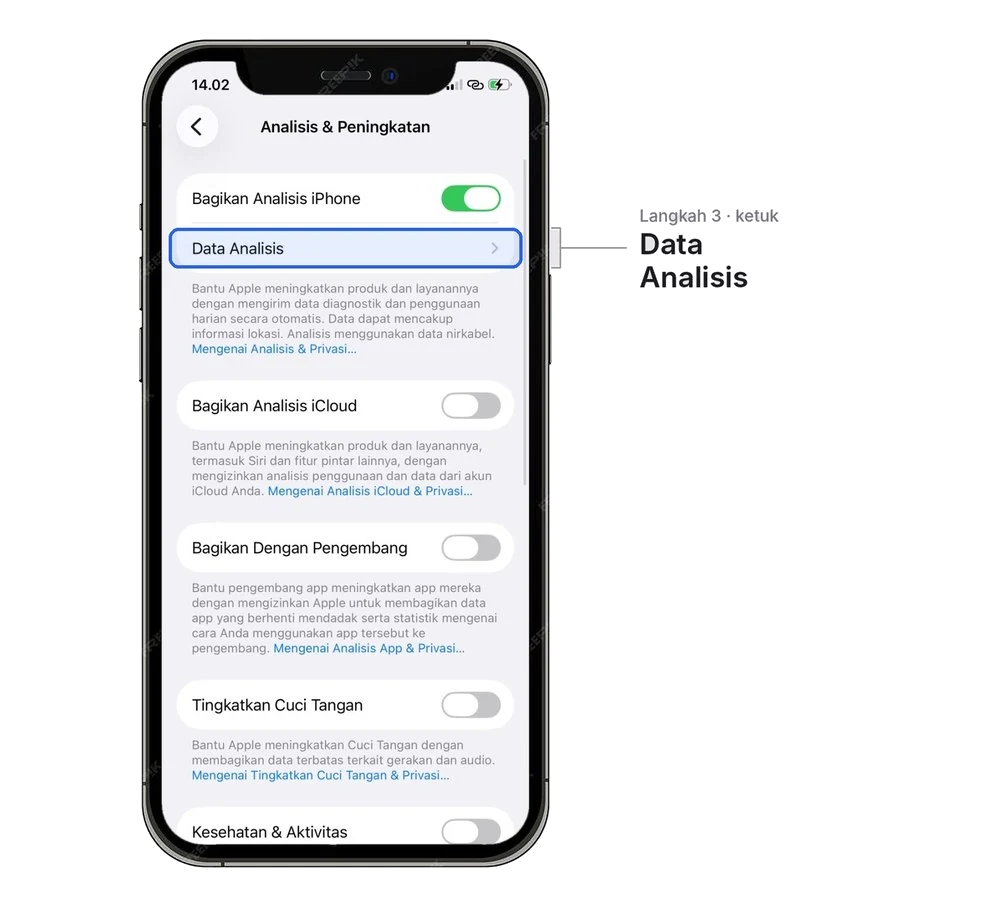 14.02
Analisis & Peningkatan
Bagikan Analisis iPhone
Data Analisis
Bantu Apple meningkatkan produk dan layanannya
dengan mengirim data diagnostik dan penggunaan
harian secara otomatis. Data dapat mencakup
informasi lokasi. Analisis menggunakan data nirkabel.
Mengenai Analisis & Privasi...
Bagikan Analisis iCloud
Bantu Apple meningkatkan produk dan layanannya,
termasuk Siri dan fitur pintar lainnya, dengan
mengizinkan analisis penggunaan dan data dari akun
iCloud Anda. Mengenai Analisis iCloud & Privasi...
Bagikan Dengan Pengembang
Bantu pengembang app meningkatkan app mereka
dengan mengizinkan Apple untuk membagikan data
app yang berhenti mendadak serta statistik mengenai
cara Anda menggunakan app tersebut ke
pengembang. Mengenai Analisis App & Privasi...
Tingkatkan Cuci Tangan
Bantu Apple meningkatkan Cuci Tangan dengan
membagikan data terbatas terkait gerakan dan audio.
Mengenai Tingkatkan Cuci Tangan & Privasi...
Kesehatan & Aktivitas
Langkah 3 · ketuk
Data
Analisis